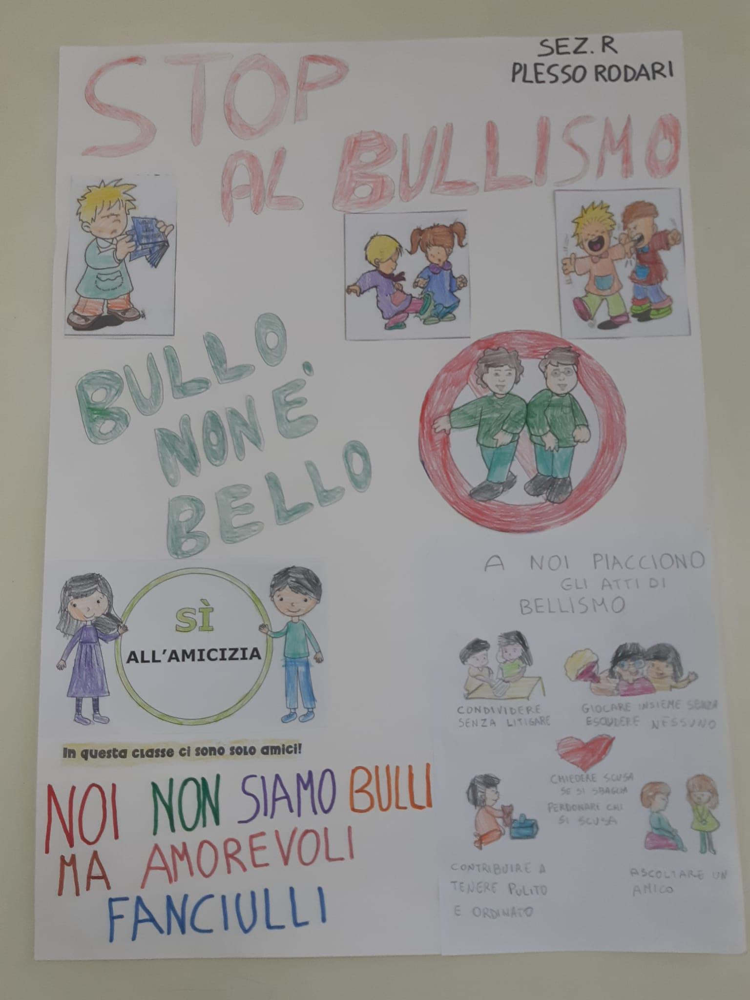 SEZ. R
PLESSO RODARI
STOP
AL BULLISMO
BULLO
NON E'
BELLO
SÌ
ALL'AMICIZIA
In questa classe ci sono solo amici!
NOI NON SIAMO BULLI
MA AMOREVOLI
FANCIULLI
A NOI PIACCIONO
GLI ATTI DI
BELLISMO
CONDIVIDERE
SENZA LITIGARE
GIOCARE INSIEME SENZA
ESCLUDERE NESSUNO
CHIEDERE SCUSA
SE SI SBAGLIA
PERDONARE CHI
SI SCUSA
CONTRIBUIRE A
TENERE PULITO
E ORDINATO
ASCOLTARE UN
AMICO